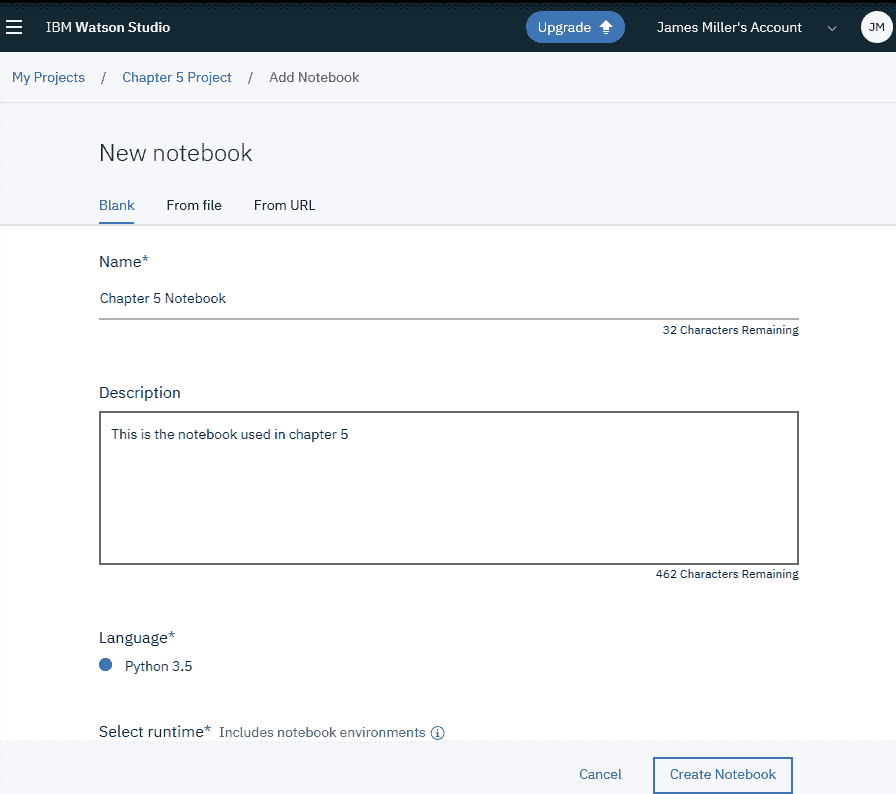 IBM Watson Studio Upgrade James Miller's Account JM
My Projects / Chapter 5 Project / Add Notebook
New notebook
Blank From file From URL
Name*
Chapter 5 Notebook
32 Characters Remaining
Description
This is the notebook used in chapter 5
462 Characters Remaining
Language*
Python 3.5
Select runtime* Includes notebook environments
Cancel Create Notebook